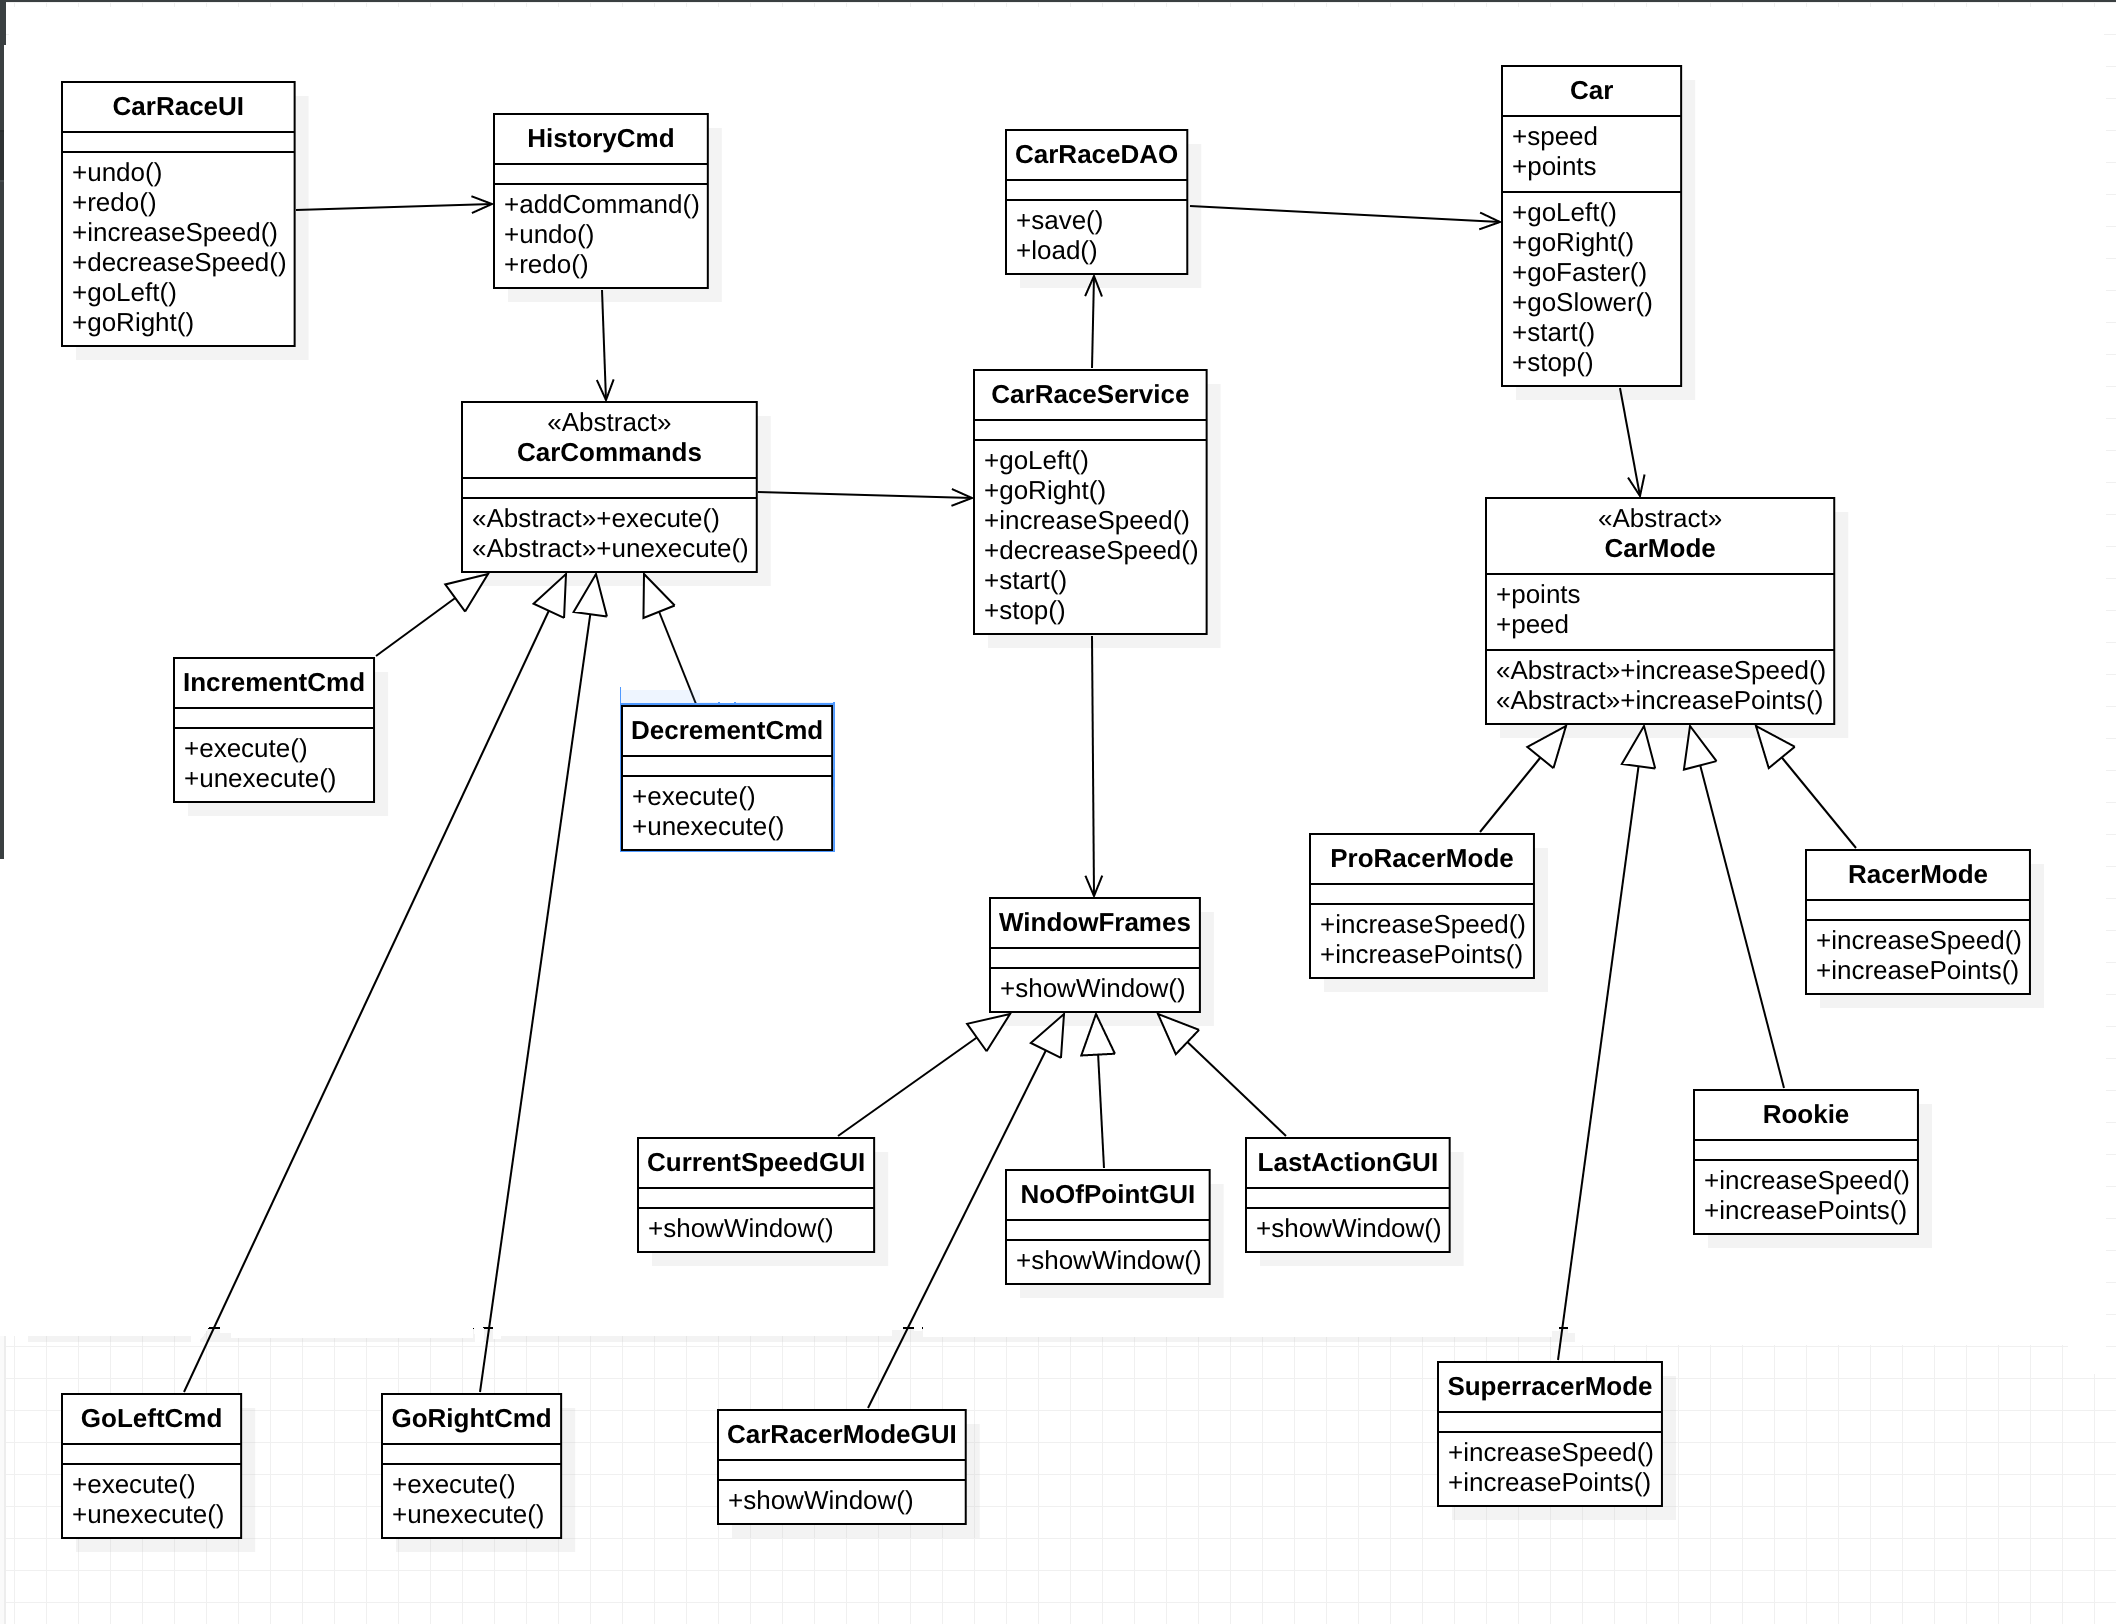 CarRaceUI
+undo()
+redo()
+increaseSpeed()
+decreaseSpeed()
+goLeft()
+goRight()
HistoryCmd
+addCommand()
+undo()
+redo()
CarRaceDAO
+save()
+load()
Car
+speed
+points
+goLeft()
+goRight()
+goFaster()
+goSlower()
+start()
+stop()
«Abstract»
CarCommands
«Abstract»+execute()
«Abstract»+unexecute()
CarRaceService
+goLeft()
+goRight()
+increaseSpeed()
+decreaseSpeed()
+start()
+stop()
«Abstract»
CarMode
+points
+peed
«Abstract»+increaseSpeed()
«Abstract»+increasePoints()
IncrementCmd
+execute()
+unexecute()
DecrementCmd
+execute()
+unexecute()
WindowFrames
+showWindow()
ProRacerMode
+increaseSpeed()
+increasePoints()
RacerMode
+increaseSpeed()
+increasePoints()
CurrentSpeedGUI
+showWindow()
NoOfPointGUI
+showWindow()
LastActionGUI
+showWindow()
Rookie
+increaseSpeed()
+increasePoints()
GoLeftCmd
+execute()
+unexecute()
GoRightCmd
+execute()
+unexecute()
CarRacerModeGUI
+showWindow()
SuperracerMode
+increaseSpeed()
+increasePoints()